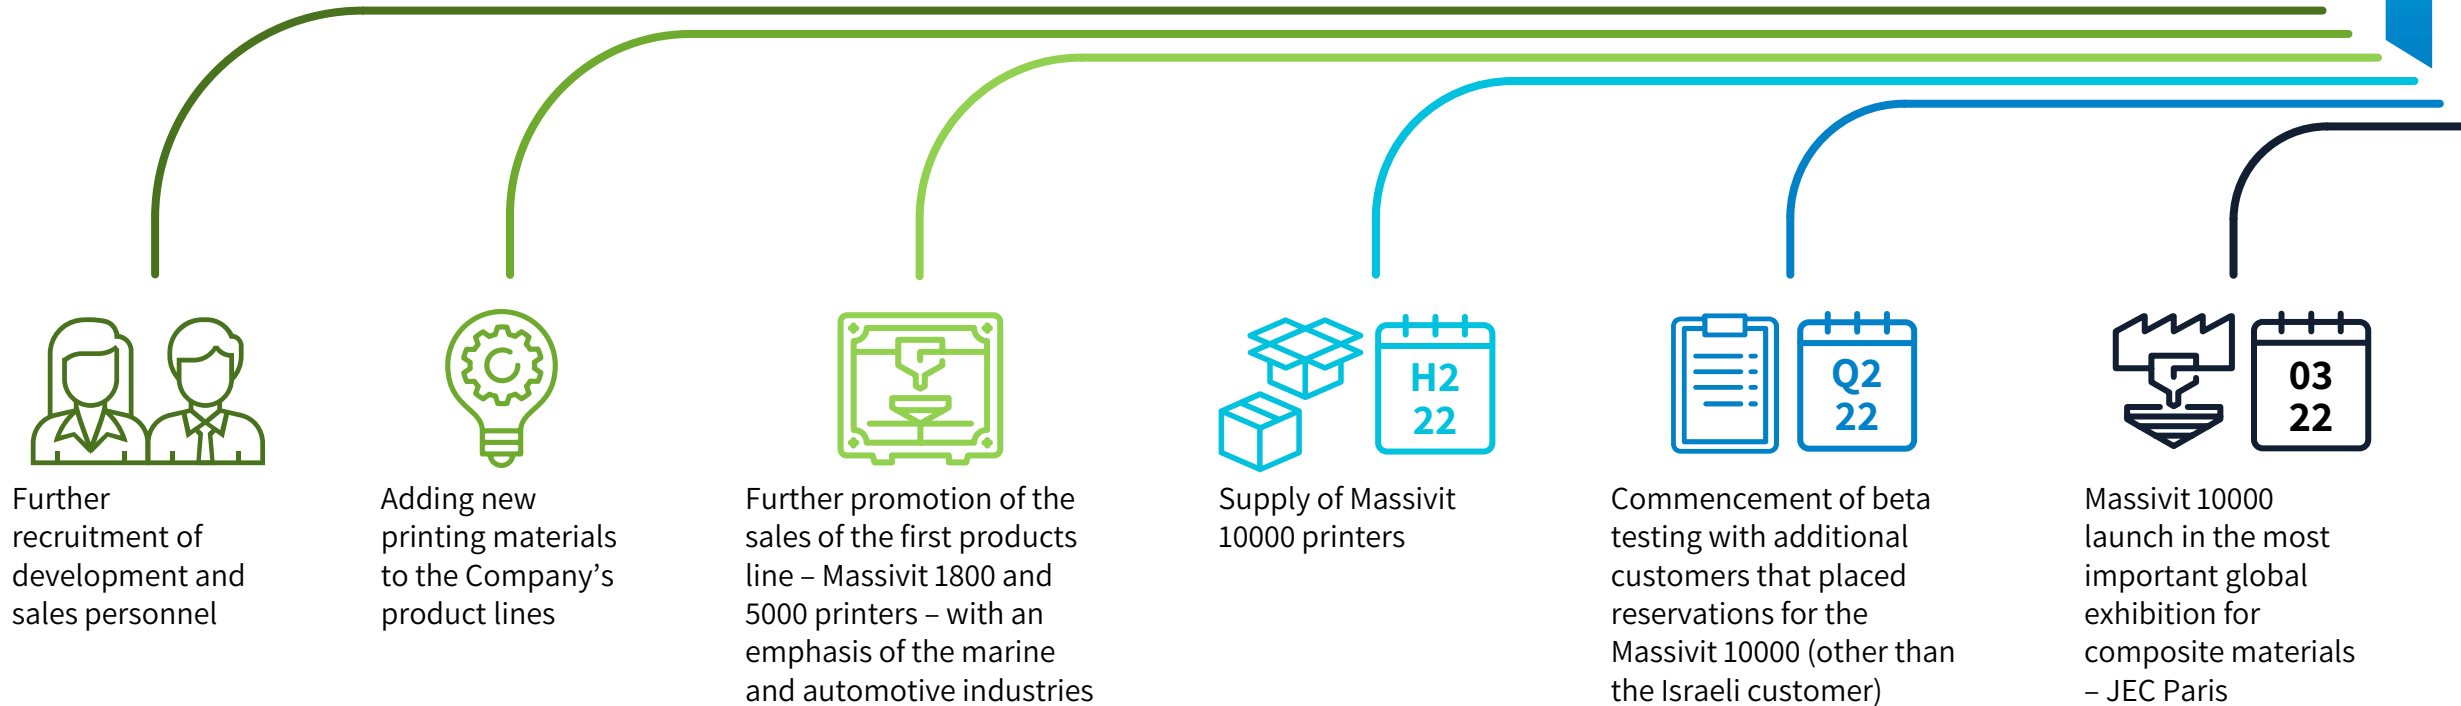 Further
recruitment of
development and
sales personnel
Adding new
printing materials
to the Company’s
product lines
Further promotion of the
sales of the first products
line – Massivit 1800 and
5000 printers – with an
emphasis of the marine
and automotive industries
H2
22
Supply of Massivit
10000 printers
Q2
22
Commencement of beta
testing with additional
customers that placed
reservations for the
Massivit 10000 (other than
the Israeli customer)
03
22
Massivit 10000
launch in the most
important global
exhibition for
composite materials
– JEC Paris